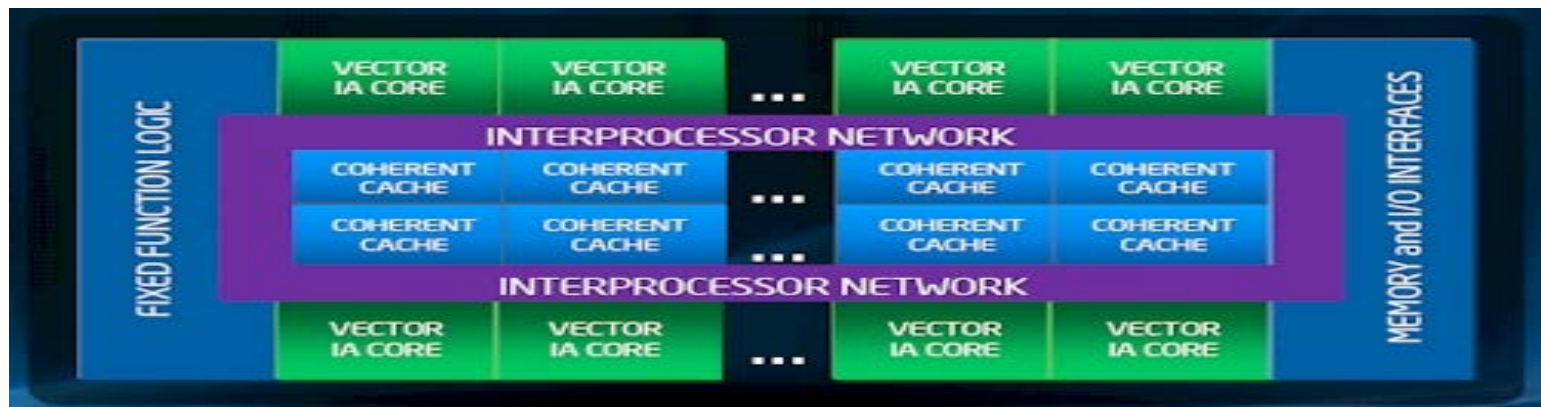 FIXED FUNCTION LOGIC
VECTOR
IA CORE
VECTOR
IA CORE
...
VECTOR
IA CORE
VECTOR
IA CORE
INTERPROCESSOR NETWORK
COHERENT
CACHE
COHERENT
CACHE
...
COHERENT
CACHE
COHERENT
CACHE
COHERENT
CACHE
COHERENT
CACHE
...
COHERENT
CACHE
COHERENT
CACHE
INTERPROCESSOR NETWORK
VECTOR
IA CORE
VECTOR
IA CORE
...
VECTOR
IA CORE
VECTOR
IA CORE
MEMORY and I/O INTERFACES